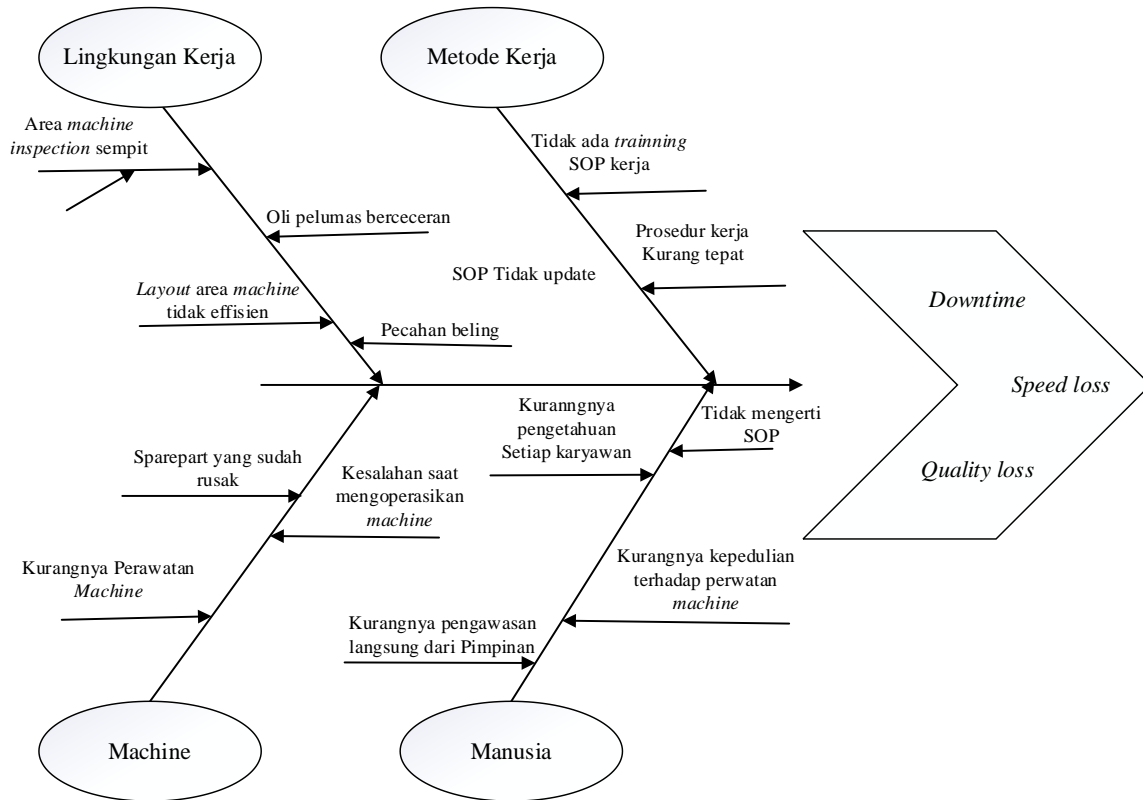 Lingkungan Kerja
Metode Kerja
Area machine
inspection sempit
Tidak ada trainning
SOP kerja
Oli pelumas berceceran
Prosedur kerja
Kurang tepat
SOP Tidak update
Layout area machine
tidak effisien
Pecahan beling
Downtime
Speed loss
Quality loss
Kuranngnya
pengetahuan
Setiap karyawan
Tidak mengerti
SOP
Sparepart yang sudah
rusak
Kesalahan saat
mengoperasikan
machine
Kurangnya Perawatan
Machine
Kurangnya kepedulian
terhadap perwatan
machine
Kurangnya pengawasan
langsung dari Pimpinan
Machine
Manusia